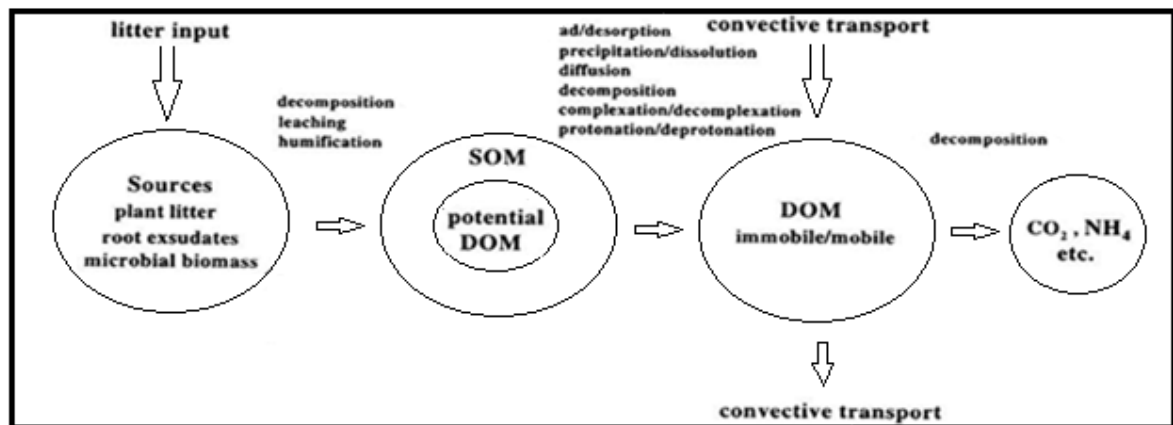 litter input
decomposition
leaching
humification
ad/desorption
precipitation/dissolution
diffusion
decomposition
complexation/decomplexation
protonation/deprotonation
convective transport
decomposition
Sources
plant litter
root exsudates
microbial biomass
SOM
potential
DOM
DOM
immobile/mobile
CO₂ , NH₄
etc.
convective transport